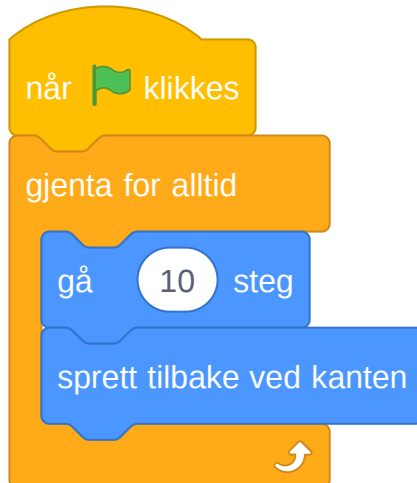 når klikkes
gjenta for alltid
gå 10 steg
sprett tilbake ved kanten